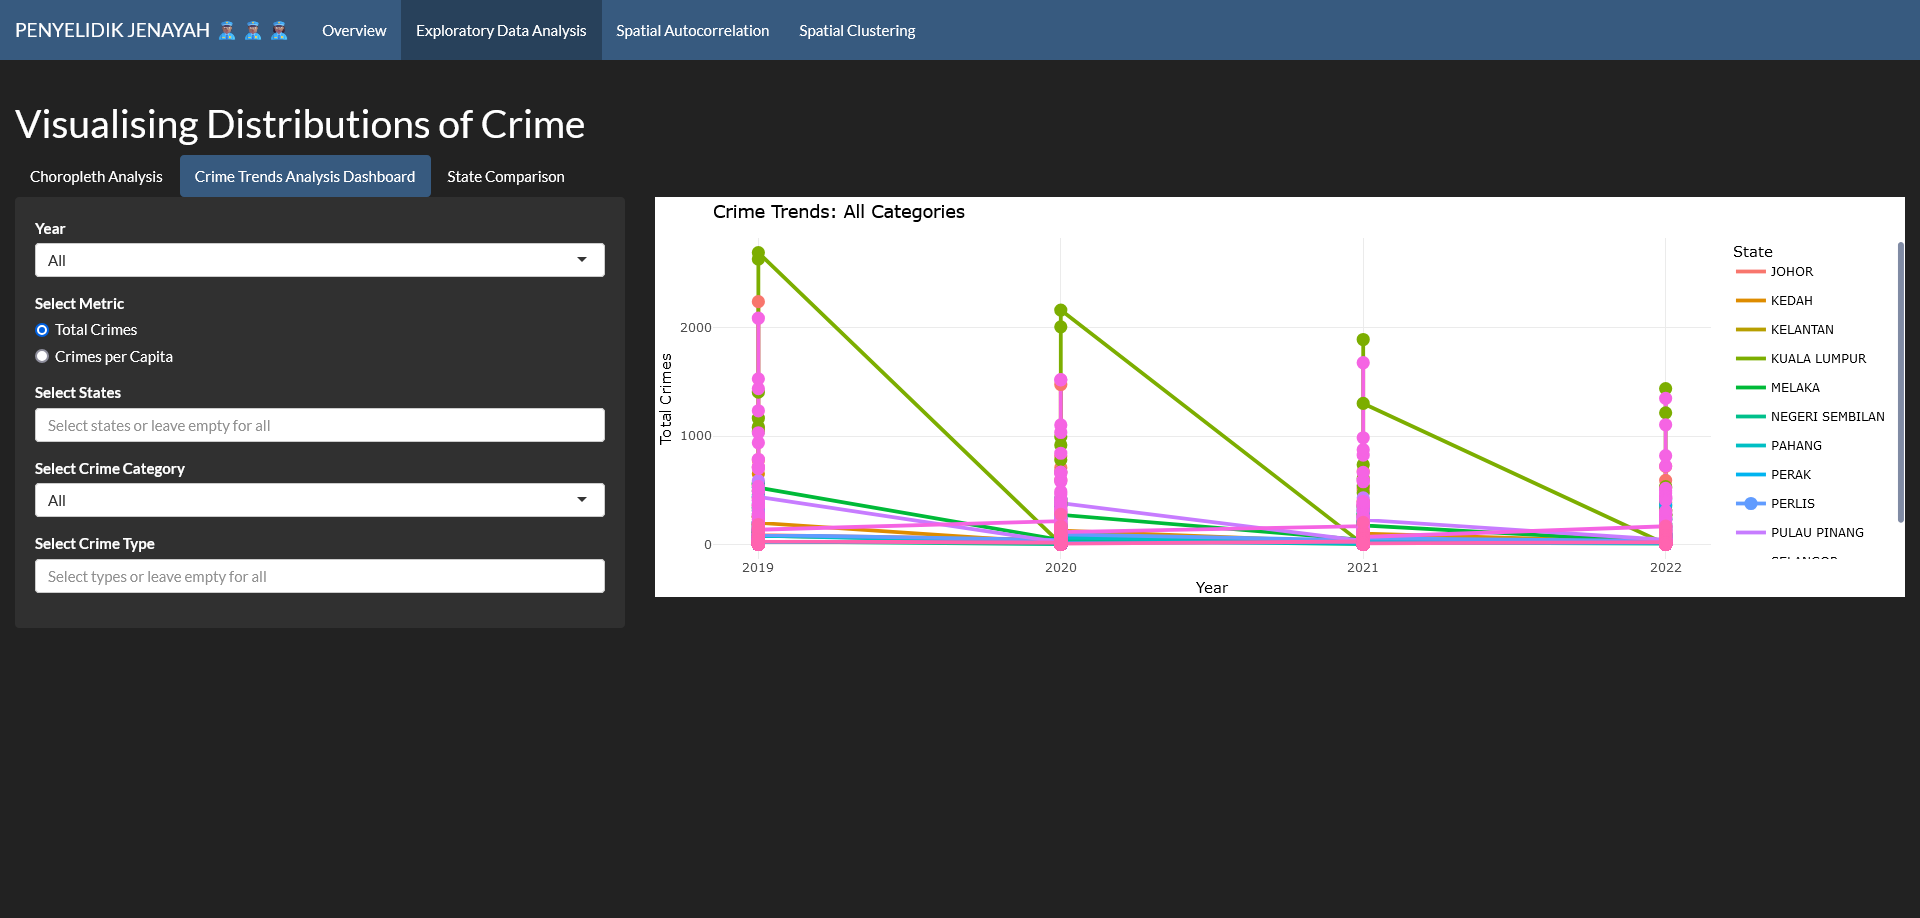 PENYELIDIK JENAYAH 👮🏽👮🏽👮🏿 Overview Exploratory Data Analysis Spatial Autocorrelation Spatial Clustering
Visualising Distributions of Crime
Choropleth Analysis Crime Trends Analysis Dashboard State Comparison
Year
All
Select Metric
Total Crimes
Crimes per Capita
Select States
Select states or leave empty for all
Select Crime Category
All
Select Crime Type
Select types or leave empty for all
Crime Trends: All Categories
Total Crimes
2000
1000
0
2019 2020 2021 2022
Year
State
JOHOR
KEDAH
KELANTAN
KUALA LUMPUR
MELAKA
NEGERI SEMBILAN
PAHANG
PERAK
PERLIS
PULAU PINANG
SELANGOR